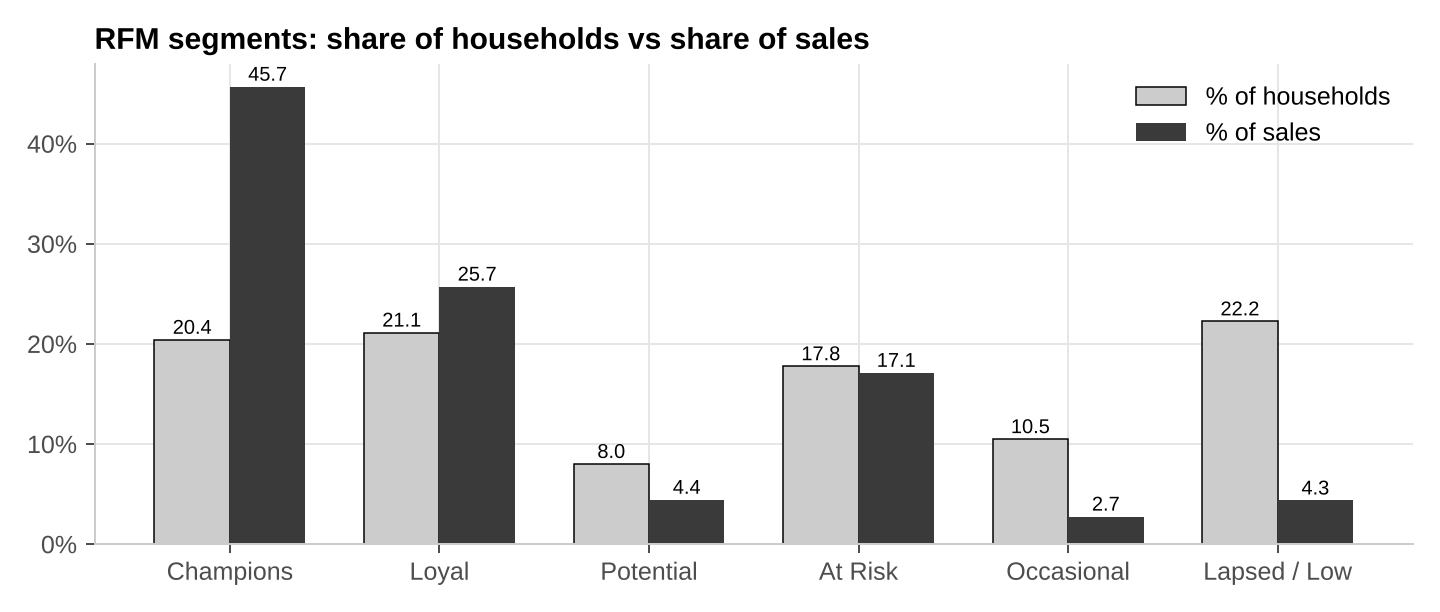 RFM segments: share of households vs share of sales
45.7
% of households
% of sales
40%
30%
25.7
20.4
21.1
22.2
20%
17.8
17.1
10%
8.0
10.5
4.4
2.7
4.3
0%
Champions
Loyal
Potential
At Risk
Occasional
Lapsed / Low